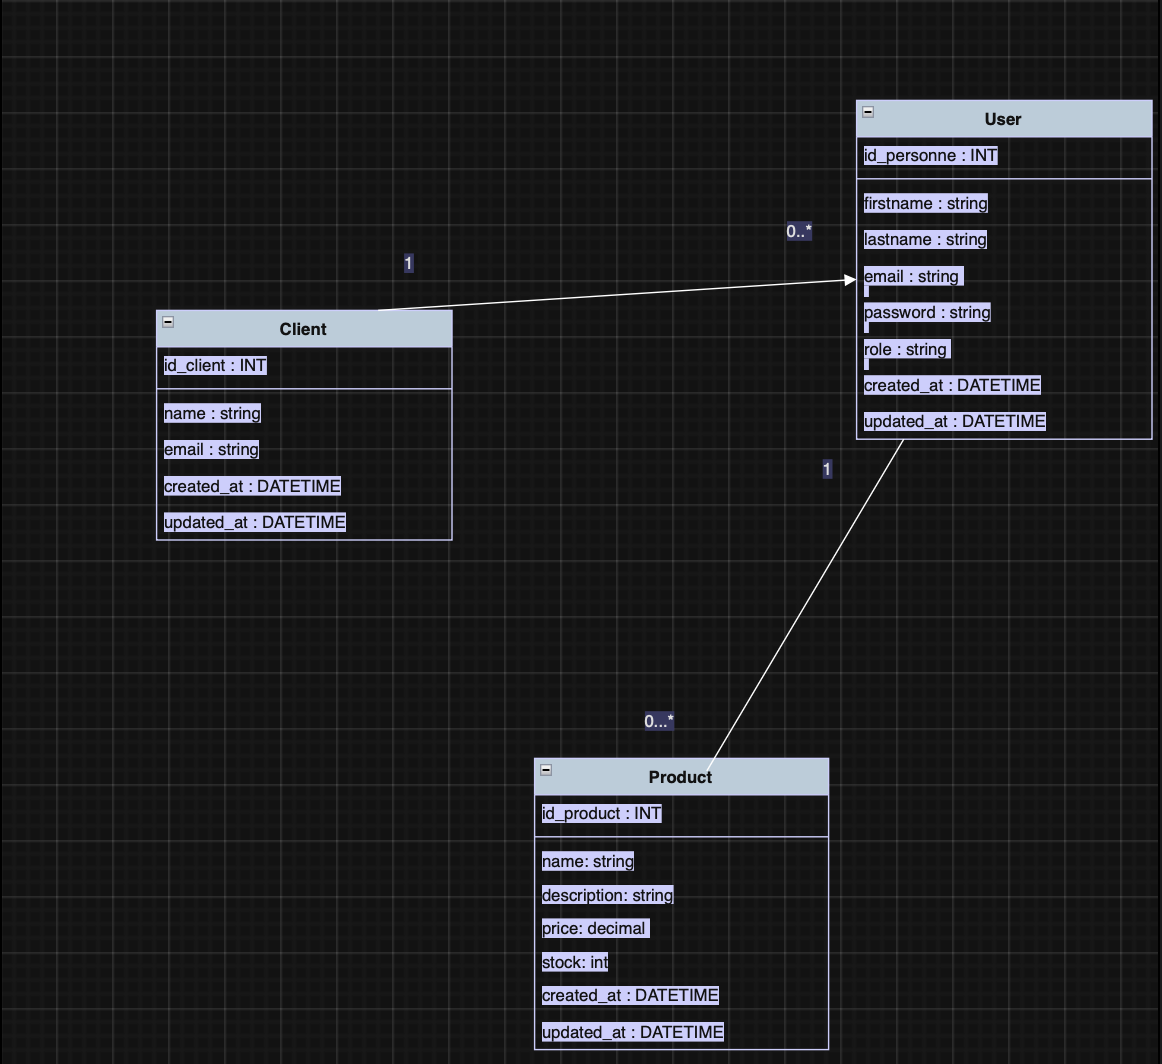 User
id_personne : INT
firstname : string
lastname : string
email : string
password : string
role : string
created_at : DATETIME
updated_at : DATETIME
0..*
1
Client
id_client : INT
name : string
email : string
created_at : DATETIME
updated_at : DATETIME
1
0...*
Product
id_product : INT
name: string
description: string
price: decimal
stock: int
created_at : DATETIME
updated_at : DATETIME